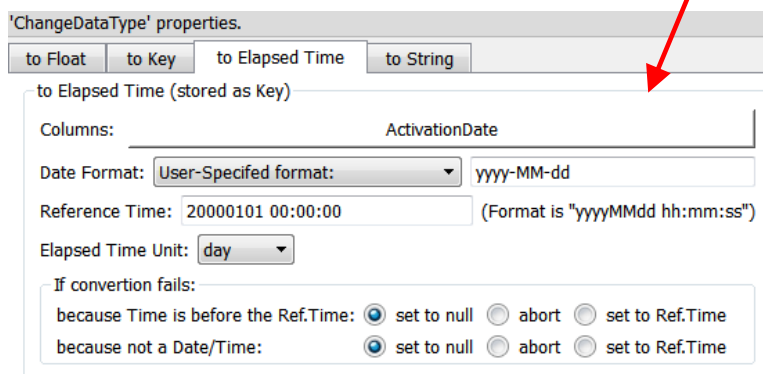 'ChangeDataType' properties.
to Float to Key to Elapsed Time to String
to Elapsed Time (stored as Key)
Columns: ActivationDate
Date Format: User-Specifed format: yyyy-MM-dd
Reference Time: 20000101 00:00:00 (Format is "yyyyMMdd hh:mm:ss")
Elapsed Time Unit: day
If convertion fails:
because Time is before the Ref.Time: set to null abort set to Ref.Time
because not a Date/Time: set to null abort set to Ref.Time